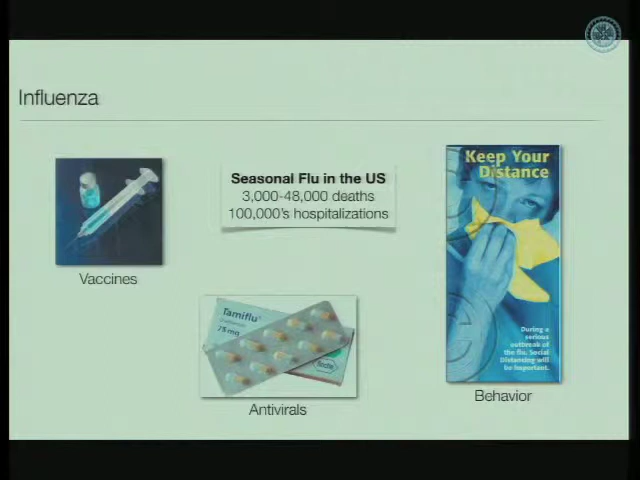 Influenza
Seasonal Flu in the US
3,000-48,000 deaths
100,000's hospitalizations
Vaccines
Tamiflu
75 mg
Roche
Antivirals
Keep Your
Distance
During a
serious
outbreak of
the flu, Social
Distancing will
be important.
Behavior